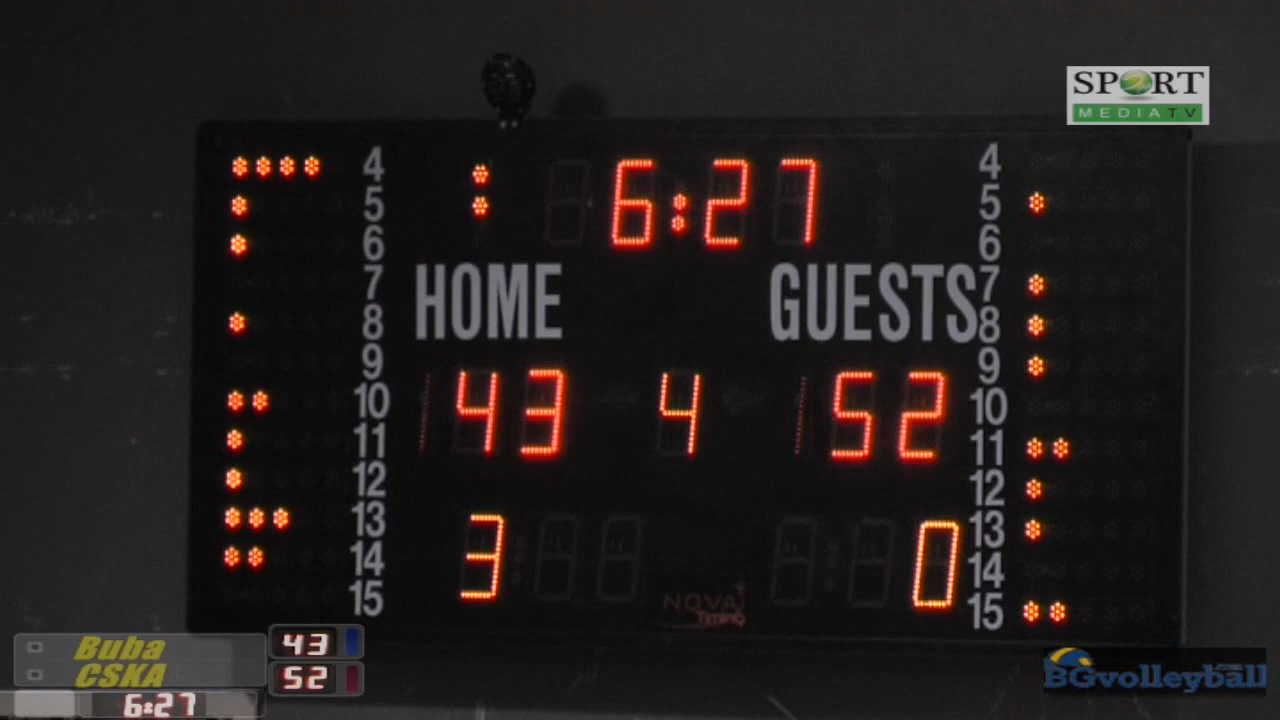 SPORT
MEDIATV
4 6:27 4
5 5
6 6
HOME GUESTS
7 7
8 8
9 9
10 43 4 52 10
11 11
12 12
13 13
3 0
14 14
15 15
NOVA
Timing
Buba 43
CSKA 52
6:27
BGvolleyball